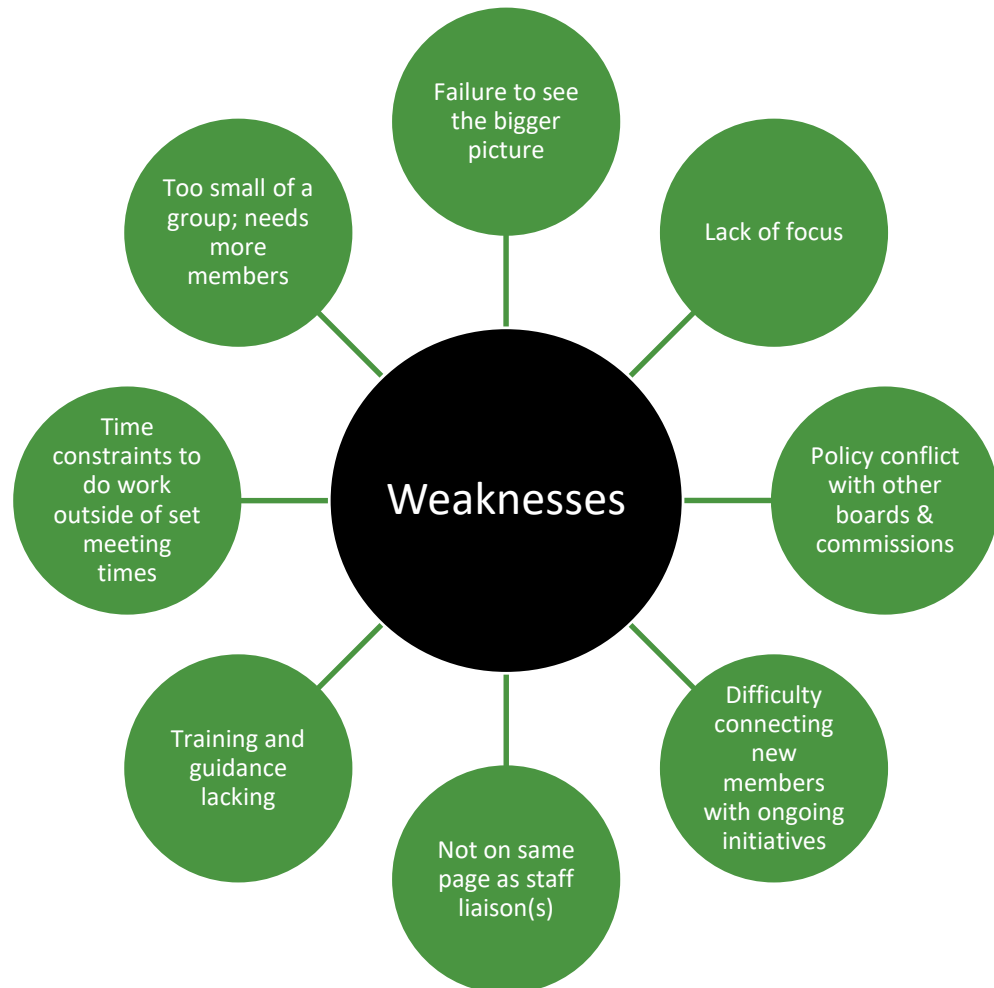 Failure to see
the bigger
picture
Lack of focus
Policy conflict
with other
boards &
commissions
Difficulty
connecting
new
members
with ongoing
initiatives
Not on same
page as staff
liaison(s)
Training and
guidance
lacking
Time
constraints to
do work
outside of set
meeting
times
Too small of a
group; needs
more
members
Weaknesses